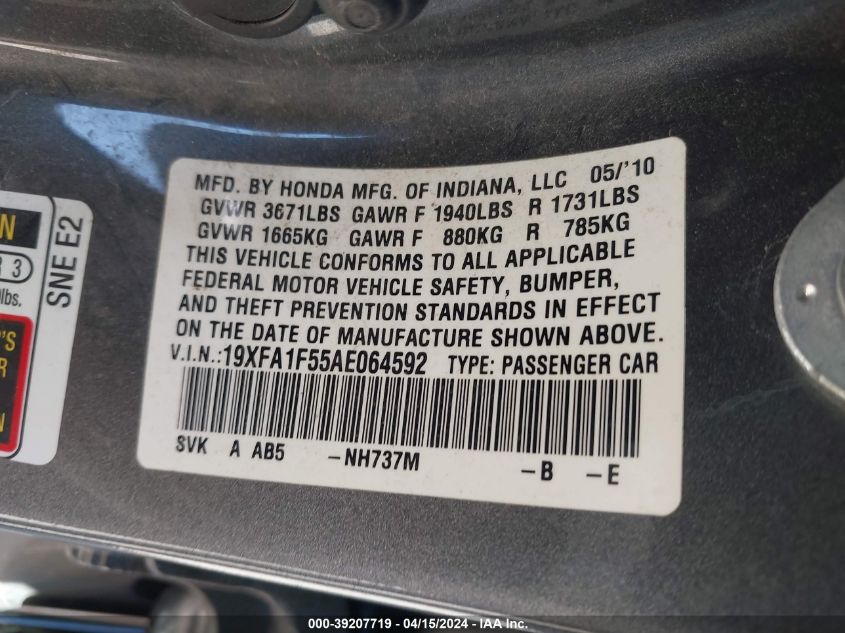 MFD. BY HONDA MFG. OF INDIANA, LLC 05/'10
GVWR 3671LBS GAWR F 1940LBS R 1731LBS
GVWR 1665KG GAWR F 880KG R 785KG
THIS VEHICLE CONFORMS TO ALL APPLICABLE
FEDERAL MOTOR VEHICLE SAFETY, BUMPER,
AND THEFT PREVENTION STANDARDS IN EFFECT
ON THE DATE OF MANUFACTURE SHOWN ABOVE.
V.I.N.:19XFA1F55AE064592 TYPE: PASSENGER CAR
SVK A AB5 -NH737M -B -E
N
R 3
lbs.
'S
R
N
SNE E2
000-39207719 - 04/15/2024 - IAA Inc.